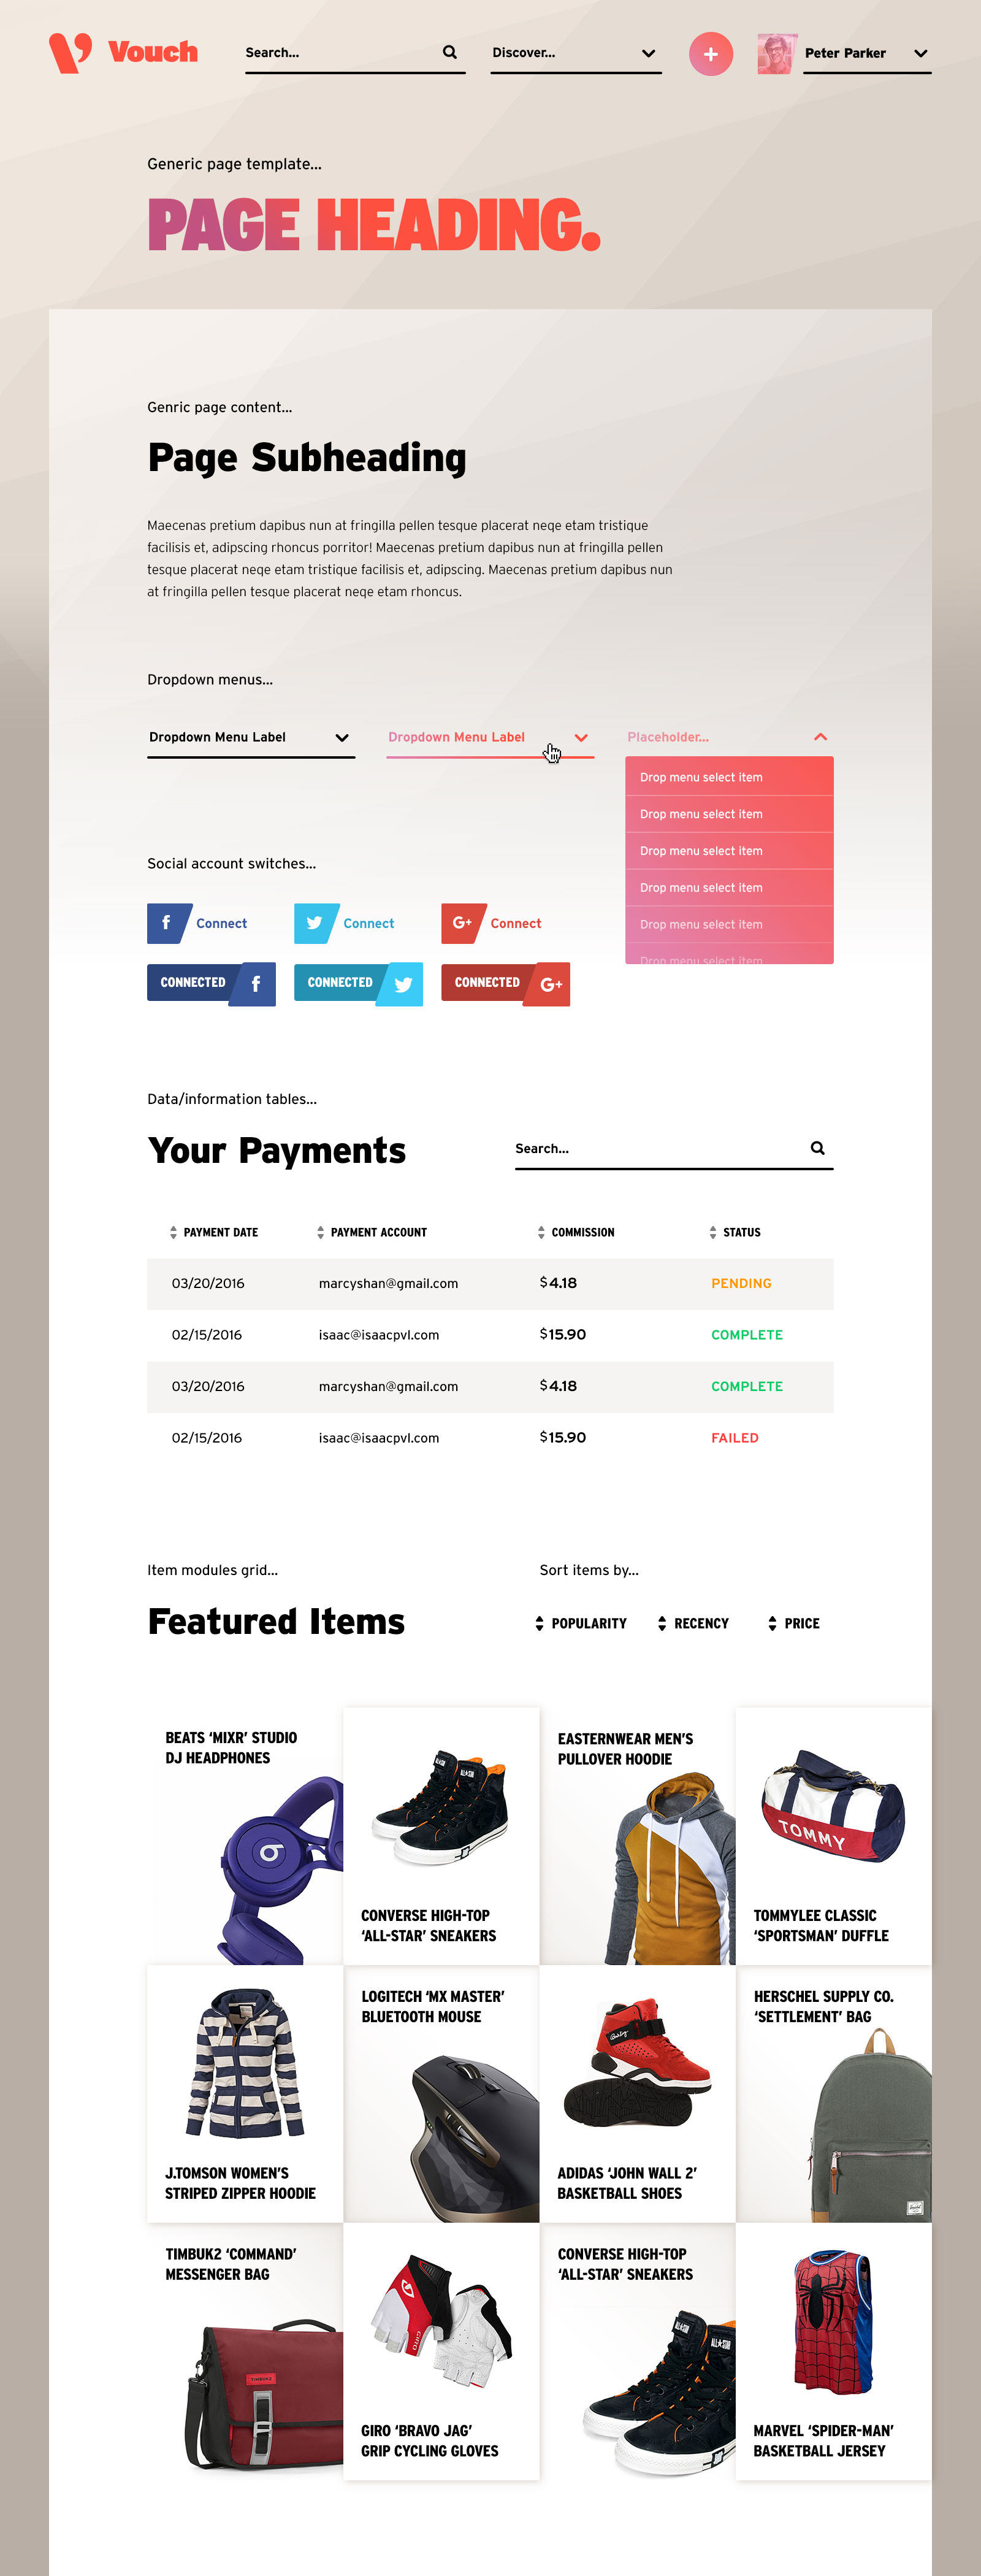 Vouch
Search...
Discover...
Peter Parker
Generic page template...
PAGE HEADING.
Genric page content...
Page Subheading
Maecenas pretium dapibus nun at fringilla pellen tesque placerat neqe etam tristique
facilisis et, adipscing rhoncus porritor! Maecenas pretium dapibus nun at fringilla pellen
tesque placerat neqe etam tristique facilisis et, adipscing. Maecenas pretium dapibus nun
at fringilla pellen tesque placerat neqe etam rhoncus.
Dropdown menus...
Dropdown Menu Label
Dropdown Menu Label
Placeholder...
Drop menu select item
Drop menu select item
Drop menu select item
Drop menu select item
Drop menu select item
Drop menu select item
Social account switches...
f Connect
Connect
G+ Connect
CONNECTED f
CONNECTED
CONNECTED G+
Data/information tables...
Your Payments
Search...
PAYMENT DATE PAYMENT ACCOUNT COMMISSION STATUS
03/20/2016 marcyshan@gmail.com $4.18 PENDING
02/15/2016 isaac@isaacpvl.com $15.90 COMPLETE
03/20/2016 marcyshan@gmail.com $4.18 COMPLETE
02/15/2016 isaac@isaacpvl.com $15.90 FAILED
Item modules grid...
Sort items by...
Featured Items
POPULARITY RECENCY PRICE
BEATS ‘MIXR’ STUDIO
DJ HEADPHONES
ALL STAR
ALL STAR
CONVERSE HIGH-TOP
‘ALL-STAR’ SNEAKERS
EASTERNWEAR MEN’S
PULLOVER HOODIE
TOMMY
TOMMYLEE CLASSIC
‘SPORTSMAN’ DUFFLE
J.TOMSON WOMEN’S
STRIPED ZIPPER HOODIE
LOGITECH ‘MX MASTER’
BLUETOOTH MOUSE
ADIDAS ‘JOHN WALL 2’
BASKETBALL SHOES
HERSCHEL SUPPLY CO.
‘SETTLEMENT’ BAG
TIMBUK2 ‘COMMAND’
MESSENGER BAG
TIMBUK2
GIRO
GIRO ‘BRAVO JAG’
GRIP CYCLING GLOVES
CONVERSE HIGH-TOP
‘ALL-STAR’ SNEAKERS
ALL STAR
ALL STAR
MARVEL ‘SPIDER-MAN’
BASKETBALL JERSEY